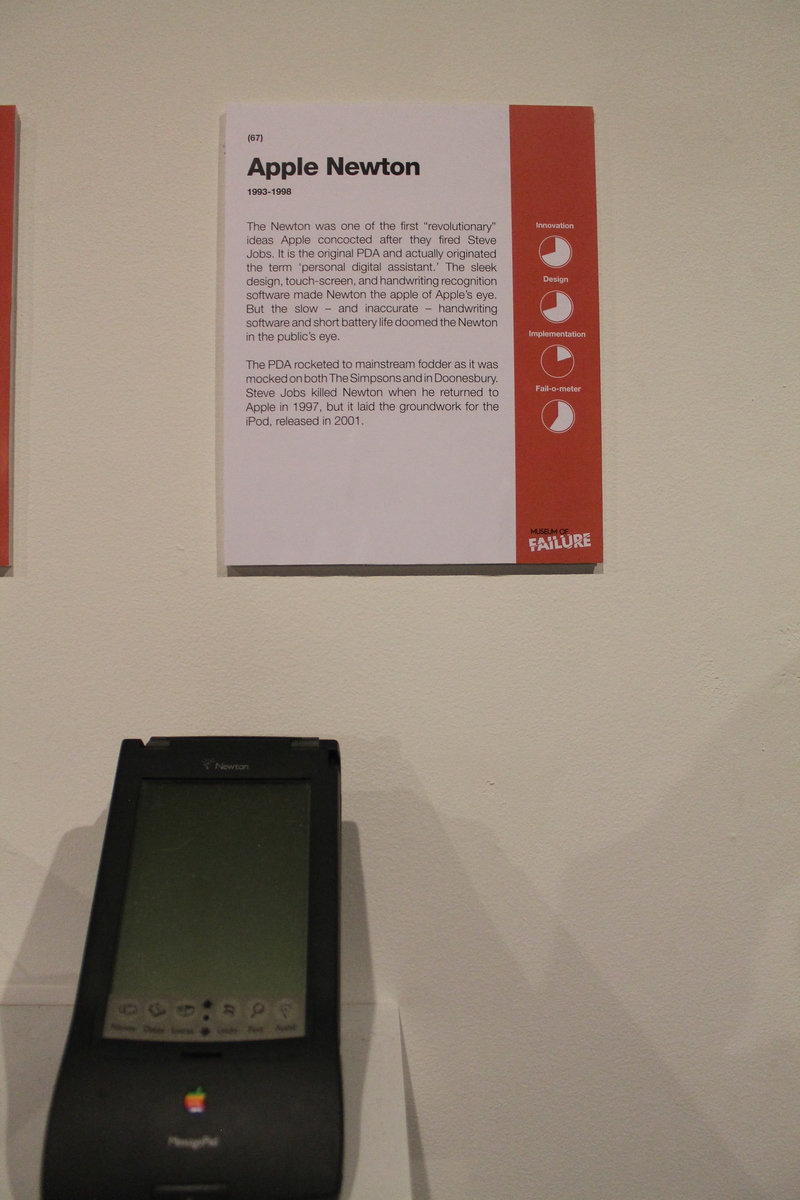 (67)
Apple Newton
1993-1998
The Newton was one of the first “revolutionary”
ideas Apple concocted after they fired Steve
Jobs. It is the original PDA and actually originated
the term ‘personal digital assistant.’ The sleek
design, touch-screen, and handwriting recognition
software made Newton the apple of Apple’s eye.
But the slow – and inaccurate – handwriting
software and short battery life doomed the Newton
in the public’s eye.
The PDA rocketed to mainstream fodder as it was
mocked on both The Simpsons and in Doonesbury.
Steve Jobs killed Newton when he returned to
Apple in 1997, but it laid the groundwork for the
iPod, released in 2001.
Innovation
Design
Implementation
Fail-o-meter
MUSEUM OF
FAILURE
Newton
Names Dates Extras Undo Find Assist
MessagePad